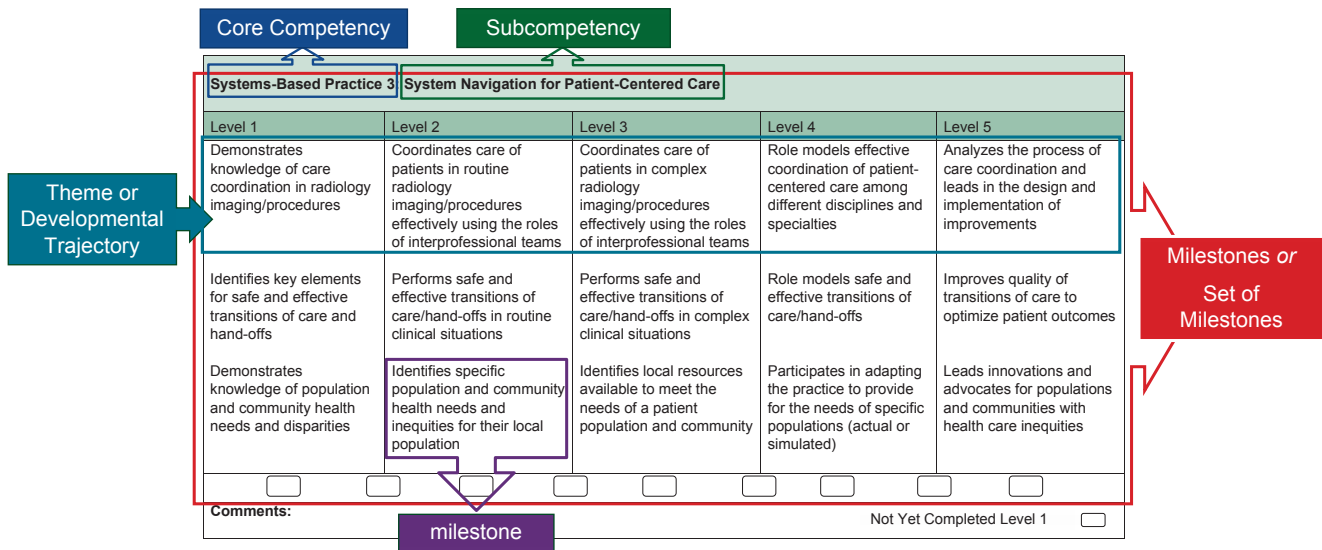 Core Competency
Subcompetency
Systems-Based Practice 3: System Navigation for Patient-Centered Care
Level 1
Level 2
Level 3
Level 4
Level 5
Theme or
Developmental
Trajectory
Demonstrates
knowledge of care
coordination in radiology
imaging/procedures
Coordinates care of
patients in routine
radiology
imaging/procedures
effectively using the roles
of interprofessional teams
Coordinates care of
patients in complex
radiology
imaging/procedures
effectively using the roles
of interprofessional teams
Role models effective
coordination of patient-
centered care among
different disciplines and
specialties
Analyzes the process of
care coordination and
leads in the design and
implementation of
improvements
Milestones or
Set of
Milestones
Identifies key elements
for safe and effective
transitions of care and
hand-offs
Performs safe and
effective transitions of
care/hand-offs in routine
clinical situations
Performs safe and
effective transitions of
care/hand-offs in complex
clinical situations
Role models safe and
effective transitions of
care/hand-offs
Improves quality of
transitions of care to
optimize patient outcomes
Demonstrates
knowledge of population
and community health
needs and disparities
Identifies specific
population and community
health needs and
inequities for their local
population
Identifies local resources
available to meet the
needs of a patient
population and community
Participates in adapting
the practice to provide
for the needs of specific
populations (actual or
simulated)
Leads innovations and
advocates for populations
and communities with
health care inequities
Comments:
Not Yet Completed Level 1
milestone